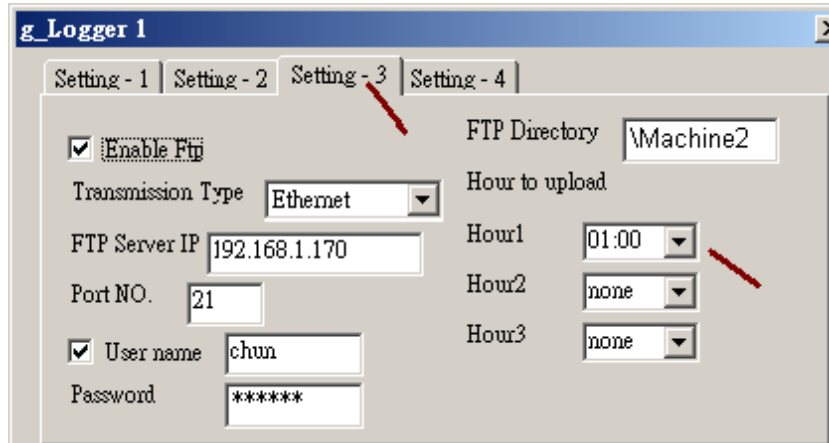 g_Logger 1
Setting - 1 Setting - 2 Setting - 3 Setting - 4
Enable Ftp
Transmission Type Ethernet
FTP Server IP 192.168.1.170
Port NO. 21
User name chun
Password ******
FTP Directory \Machine2
Hour to upload
Hour1 01:00
Hour2 none
Hour3 none